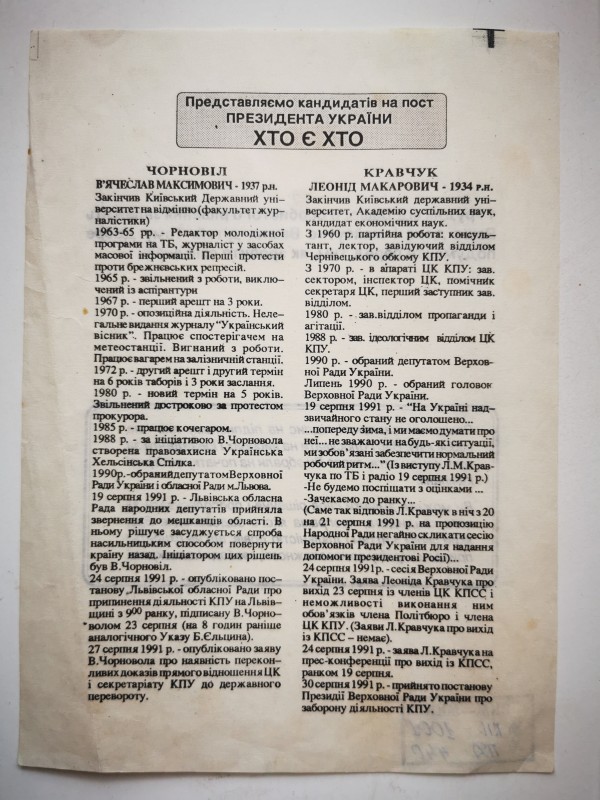 Представляємо кандидатів на пост
ПРЕЗИДЕНТА УКРАЇНИ
ХТО Є ХТО
ЧОРНОВІЛ
В'ЯЧЕСЛАВ МАКСИМОВИЧ - 1937 р.н.
Закінчив Київський Державний уні-
верситет на відмінно (факультет жур-
налістики)
1963-65 рр. - Редактор молодіжної
програми на ТБ, журналіст у засобах
масової інформації. Перші протести
проти брежнєвських репресій.
1965 р. - звільнений з роботи, виклю-
чений із аспірантури
1967 р. - перший арешт на 3 роки.
1970 р. - опозиційна діяльність. Неле-
гальне видання журналу "Український
вісник". Працює спостерігачем на
метеостанції. Вигнаний з роботи.
Працює вагарем на залізничній станції.
1972 р. - другий арешт і другий термін
на 6 років таборів і 3 роки заслання.
1980 р. - новий термін на 5 років.
Звільнений достроково за протестом
прокурора.
1985 р. - працює кочегаром.
1988 р. - за ініціативою В.Чорновола
створена правозахисна Українська
Хельсінська Спілка.
1990р.-обраний депутатом Верховної
Ради України і обласної Ради м.Львова.
19 серпня 1991 р. - Львівська обласна
Рада народних депутатів прийняла
звернення до мешканців області. В
ньому рішуче засуджується спроба
насильницьким способом повернути
країну назад. Ініціатором цих рішень
був В.Чорновіл.
24 серпня 1991 р. - опубліковано пос-
танову Львівської обласної Ради про
припинення діяльності КПУ на Львів-
щині з 9⁰⁰ ранку, підписану В.Чорно-
волом 23 серпня (на 8 годин раніше
аналогічного Указу Б.Єльцина).
27 серпня 1991 р. - опубліковано заяву
В.Чорновола про наявність перекон-
ливих доказів прямого відношення ЦК
і секретаріату КПУ до державного
перевороту.
КРАВЧУК
ЛЕОНІД МАКАРОВИЧ - 1934 р.н.
Закінчив Київський державний уні-
верситет, Академію суспільних наук,
кандидат економічних наук.
З 1960 р. партійна робота: консуль-
тант, лектор, завідуючий відділом
Чернівецького обкому КПУ.
З 1970 р. - в апараті ЦК КПУ: зав.
сектором, інспектор ЦК, помічник
секретаря ЦК, перший заступник зав.
відділом.
1980 р. - зав.відділом пропаганди і
агітації.
1988 р. - зав. ідеологічним відділом ЦК
КПУ.
1990 р. - обраний депутатом Верхов-
ної Ради України.
Липень 1990 р. - обраний головою
Верховної Ради України.
19 серпня 1991 р. - "На Україні над-
звичайного стану не оголошено...
...попереду зима, і ми маємо думати про
неї... не зважаючи на будь-які ситуації,
ми зобов'язані забезпечити нормальний
робочий ритм..." (Із виступу Л.М.Крав-
чука по ТБ і радіо 19 серпня 1991 р.)
-Не будемо поспішати з оцінками ...
-Зачекаємо до ранку...
(Саме так відповів Л.Кравчук в ніч з 20
на 21 серпня 1991 р. на пропозицію
Народної Ради негайно скликати сесію
Верховної Ради України для надання
допомоги президентові Росії)...
24 серпня 1991р. - сесія Верховної Ради
України. Заява Леоніда Кравчука про
вихід 23 серпня із членів ЦК КПСС і
неможливості виконання ним
обов'язків члена Політбюро і члена
ЦК КПУ. (Заяви Л.Кравчука про вихід
із КПСС - немає).
24 серпня 1991 р. - заява Л.Кравчука на
прес-конференції про вихід із КПСС,
ранком 19 серпня.
30 серпня 1991 р. - прийнято постанову
Президії Верховної Ради України про
заборону діяльності КПУ.